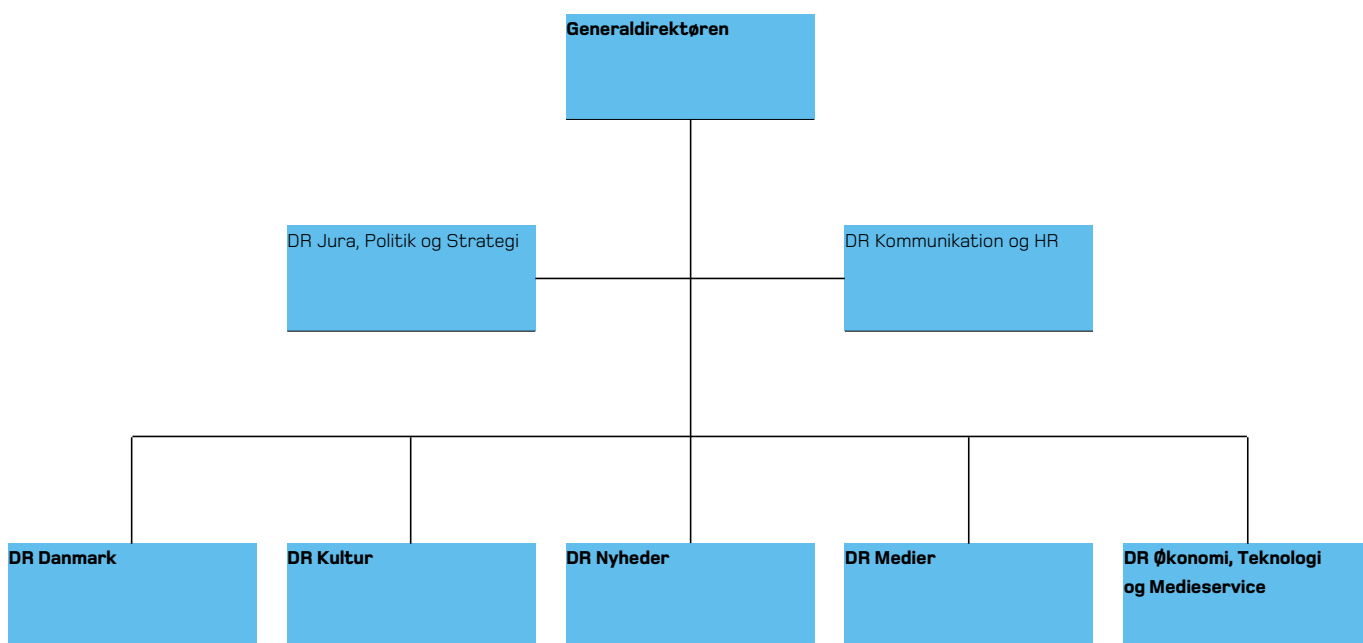 Generaldirektøren
DR Jura, Politik og Strategi
DR Kommunikation og HR
DR Danmark
DR Kultur
DR Nyheder
DR Medier
DR Økonomi, Teknologi
og Medieservice